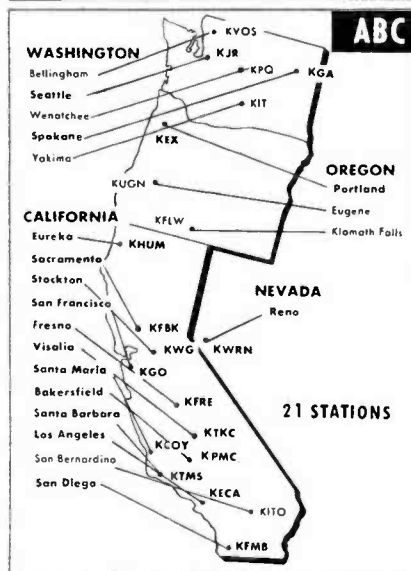 ABC
WASHINGTON
Bellingham
Seattle
Wenatchee
Spokane
Yakima
KVOS
KJR
KPQ
KGA
KIT
KEX
OREGON
Portland
Eugene
Klamath Falls
KUGN
KFLW
CALIFORNIA
Eureka
Sacramento
Stockton
San Francisco
Fresno
Visalia
Santa Maria
Bakersfield
Santa Barbara
Los Angeles
San Bernardino
San Diego
KHUM
KFBK
KWG
KWRN
KGO
KFRE
KTKC
KCOY
KPMC
KTMS
KECA
KITO
KFMB
NEVADA
Reno
21 STATIONS